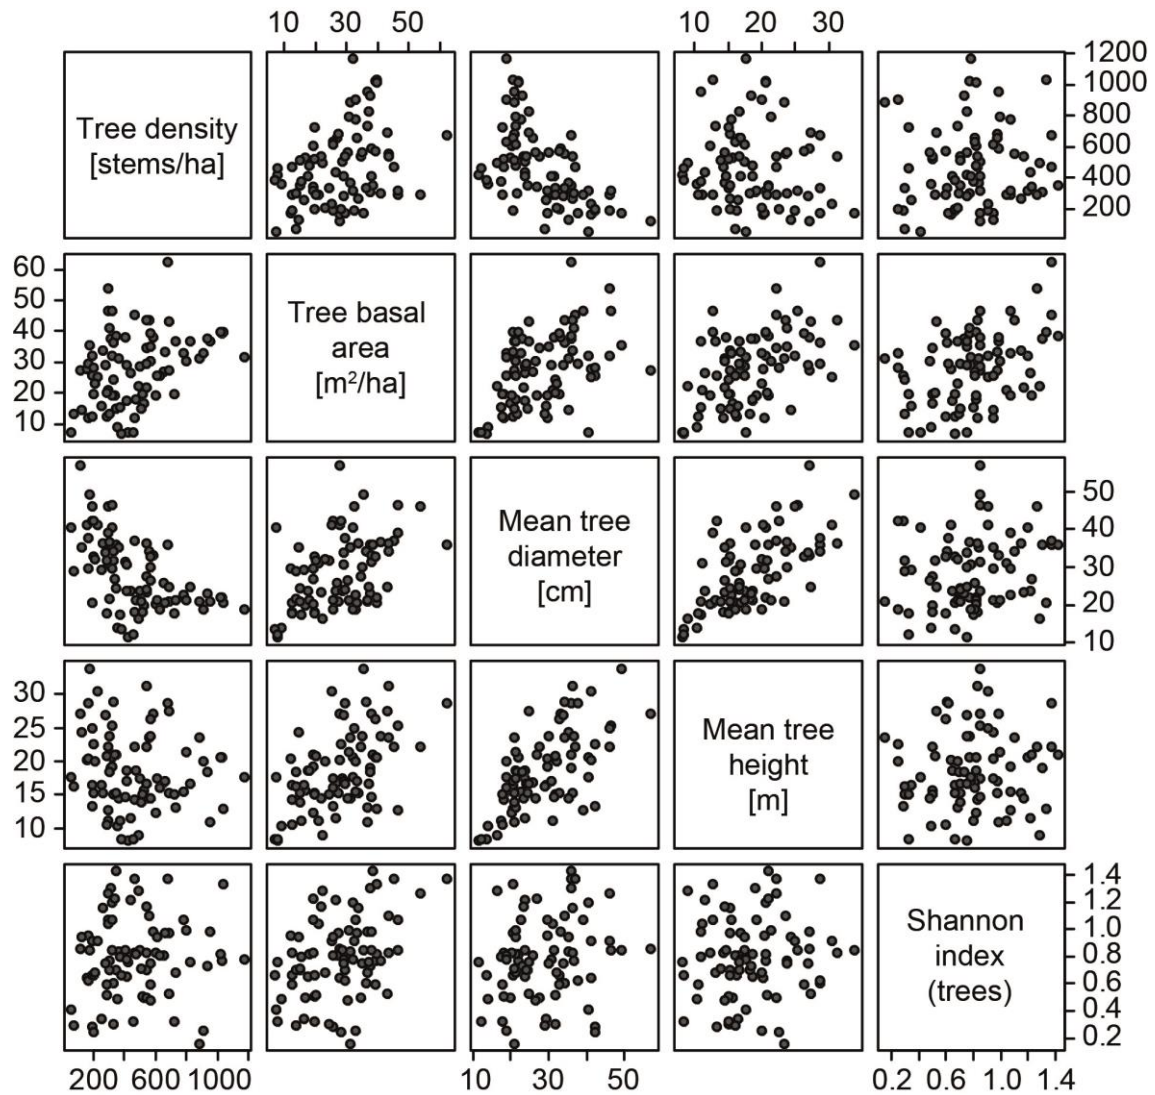 10 30 50
10 20 30
Tree density
[stems/ha]
1200
1000
800
600
400
200
60
50
40
30
20
10
Tree basal
area
[m²/ha]
Mean tree
diameter
[cm]
50
40
30
20
10
30
25
20
15
10
Mean tree
height
[m]
Shannon
index
(trees)
1.4
1.2
1.0
0.8
0.6
0.4
0.2
200 600 1000
10 30 50
0.2 0.6 1.0 1.4